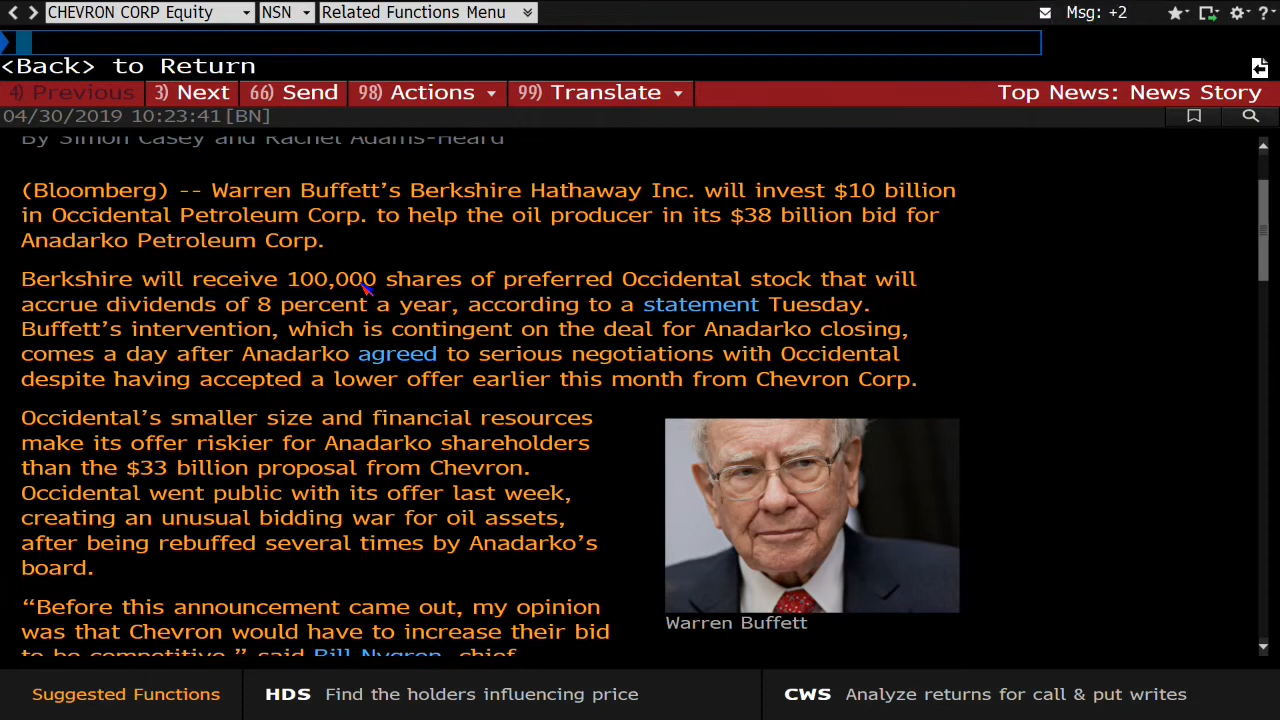 CHEVRON CORP Equity NSN Related Functions Menu Msg: +2 ?
<Back> to Return
4) Previous 3) Next 66) Send 98) Actions 99) Translate Top News: News Story
04/30/2019 10:23:41 [BN]
By Simon Casey and Rachel Adams-Heard
(Bloomberg) -- Warren Buffett’s Berkshire Hathaway Inc. will invest $10 billion
in Occidental Petroleum Corp. to help the oil producer in its $38 billion bid for
Anadarko Petroleum Corp.
Berkshire will receive 100,000 shares of preferred Occidental stock that will
accrue dividends of 8 percent a year, according to a statement Tuesday.
Buffett’s intervention, which is contingent on the deal for Anadarko closing,
comes a day after Anadarko agreed to serious negotiations with Occidental
despite having accepted a lower offer earlier this month from Chevron Corp.
Occidental’s smaller size and financial resources
make its offer riskier for Anadarko shareholders
than the $33 billion proposal from Chevron.
Occidental went public with its offer last week,
creating an unusual bidding war for oil assets,
after being rebuffed several times by Anadarko’s
board.
“Before this announcement came out, my opinion
was that Chevron would have to increase their bid
to be competitive,” said Bill Nygren, chief
Warren Buffett
Suggested Functions HDS Find the holders influencing price CWS Analyze returns for call & put writes